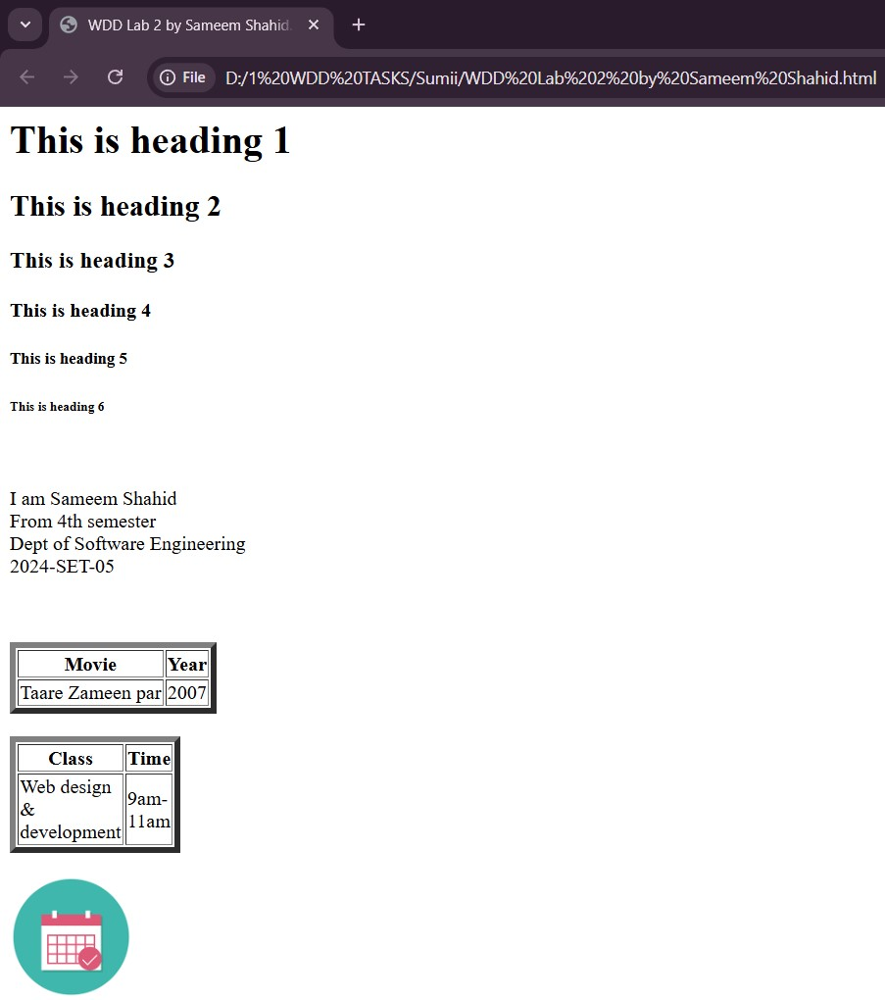 WDD Lab 2 by Sameem Shahid.
File D:/1%20WDD%20TASKS/Sumii/WDD%20Lab%202%20by%20Sameem%20Shahid.html
This is heading 1
This is heading 2
This is heading 3
This is heading 4
This is heading 5
This is heading 6
I am Sameem Shahid
From 4th semester
Dept of Software Engineering
2024-SET-05
Movie Year
Taare Zameen par 2007
Class Time
Web design
&
development
9am-
11am